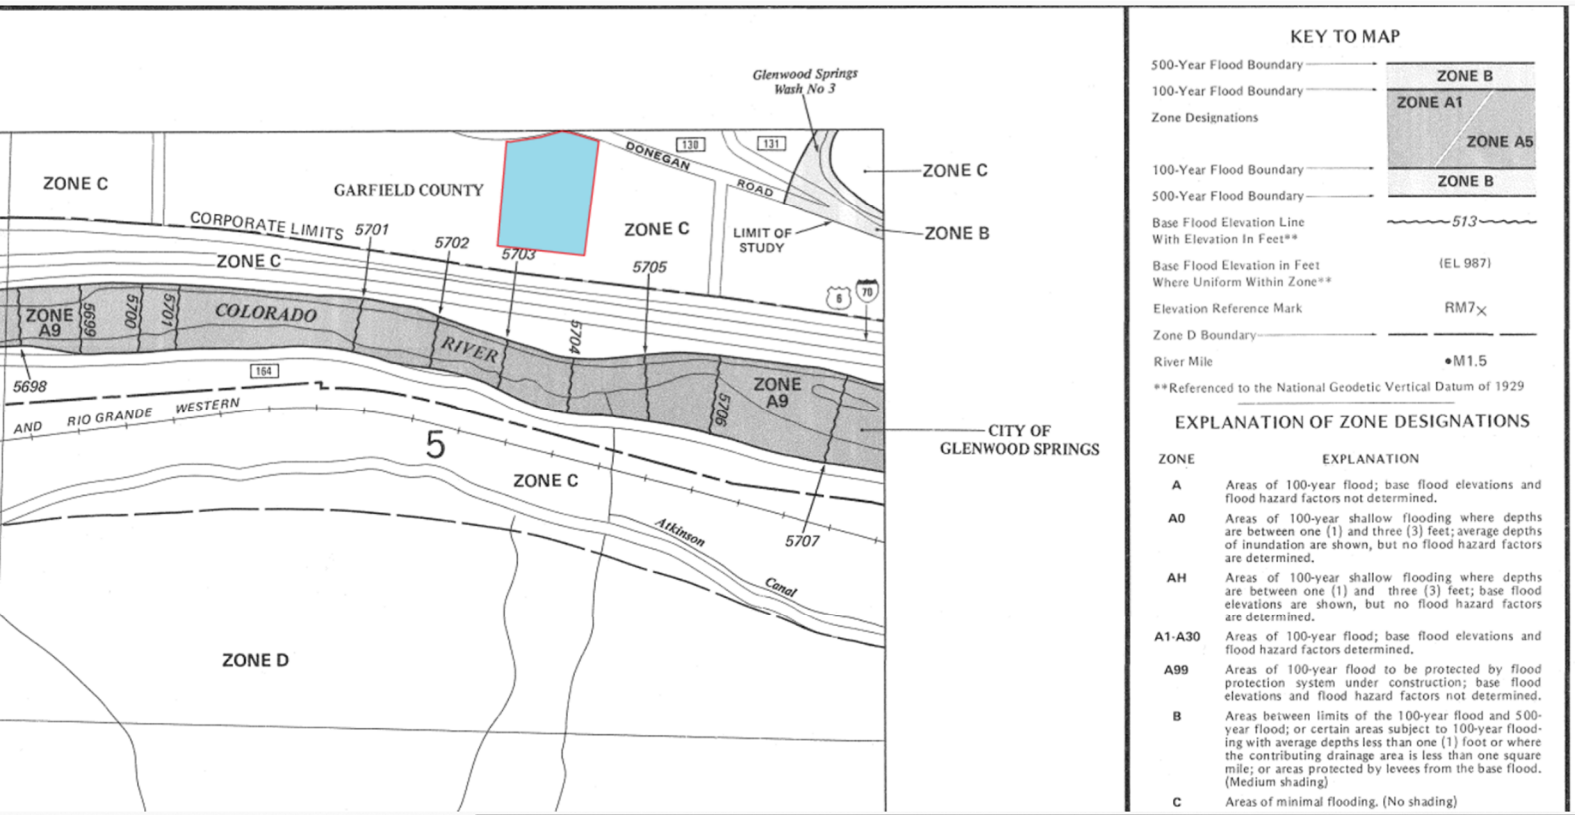 Glenwood Springs
Wash No 3
130
131
DONEGAN
ROAD
ZONE C
ZONE C
GARFIELD COUNTY
ZONE C
ZONE B
LIMIT OF
STUDY
CORPORATE LIMITS
5701
5702
5703
5705
ZONE C
6
70
ZONE
A9
5699
5700
5701
COLORADO
RIVER
5704
5706
ZONE
A9
5698
164
AND RIO GRANDE WESTERN
5
CITY OF
GLENWOOD SPRINGS
ZONE C
Atkinson
Canal
5707
ZONE D
KEY TO MAP
500-Year Flood Boundary
ZONE B
100-Year Flood Boundary
ZONE A1
Zone Designations
ZONE A5
100-Year Flood Boundary
ZONE B
500-Year Flood Boundary
Base Flood Elevation Line
With Elevation In Feet**
513
Base Flood Elevation in Feet
Where Uniform Within Zone**
(EL 987)
Elevation Reference Mark
RM7×
Zone D Boundary
River Mile
•M1.5
**Referenced to the National Geodetic Vertical Datum of 1929
EXPLANATION OF ZONE DESIGNATIONS
ZONE EXPLANATION
A Areas of 100-year flood; base flood elevations and
flood hazard factors not determined.
A0 Areas of 100-year shallow flooding where depths
are between one (1) and three (3) feet; average depths
of inundation are shown, but no flood hazard factors
are determined.
AH Areas of 100-year shallow flooding where depths
are between one (1) and three (3) feet; base flood
elevations are shown, but no flood hazard factors
are determined.
A1-A30 Areas of 100-year flood; base flood elevations and
flood hazard factors determined.
A99 Areas of 100-year flood to be protected by flood
protection system under construction; base flood
elevations and flood hazard factors not determined.
B Areas between limits of the 100-year flood and 500-
year flood; or certain areas subject to 100-year flood-
ing with average depths less than one (1) foot or where
the contributing drainage area is less than one square
mile; or areas protected by levees from the base flood.
(Medium shading)
C Areas of minimal flooding. (No shading)